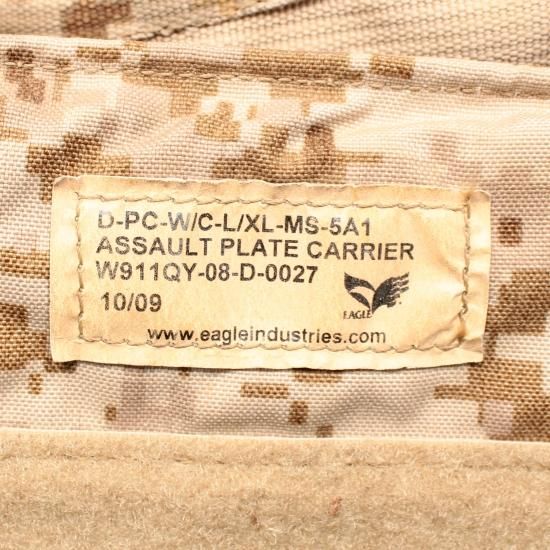 D-PC-W/C-L/XL-MS-5A1
ASSAULT PLATE CARRIER
W911QY-08-D-0027
10/09
EAGLE
www.eagleindustries.com